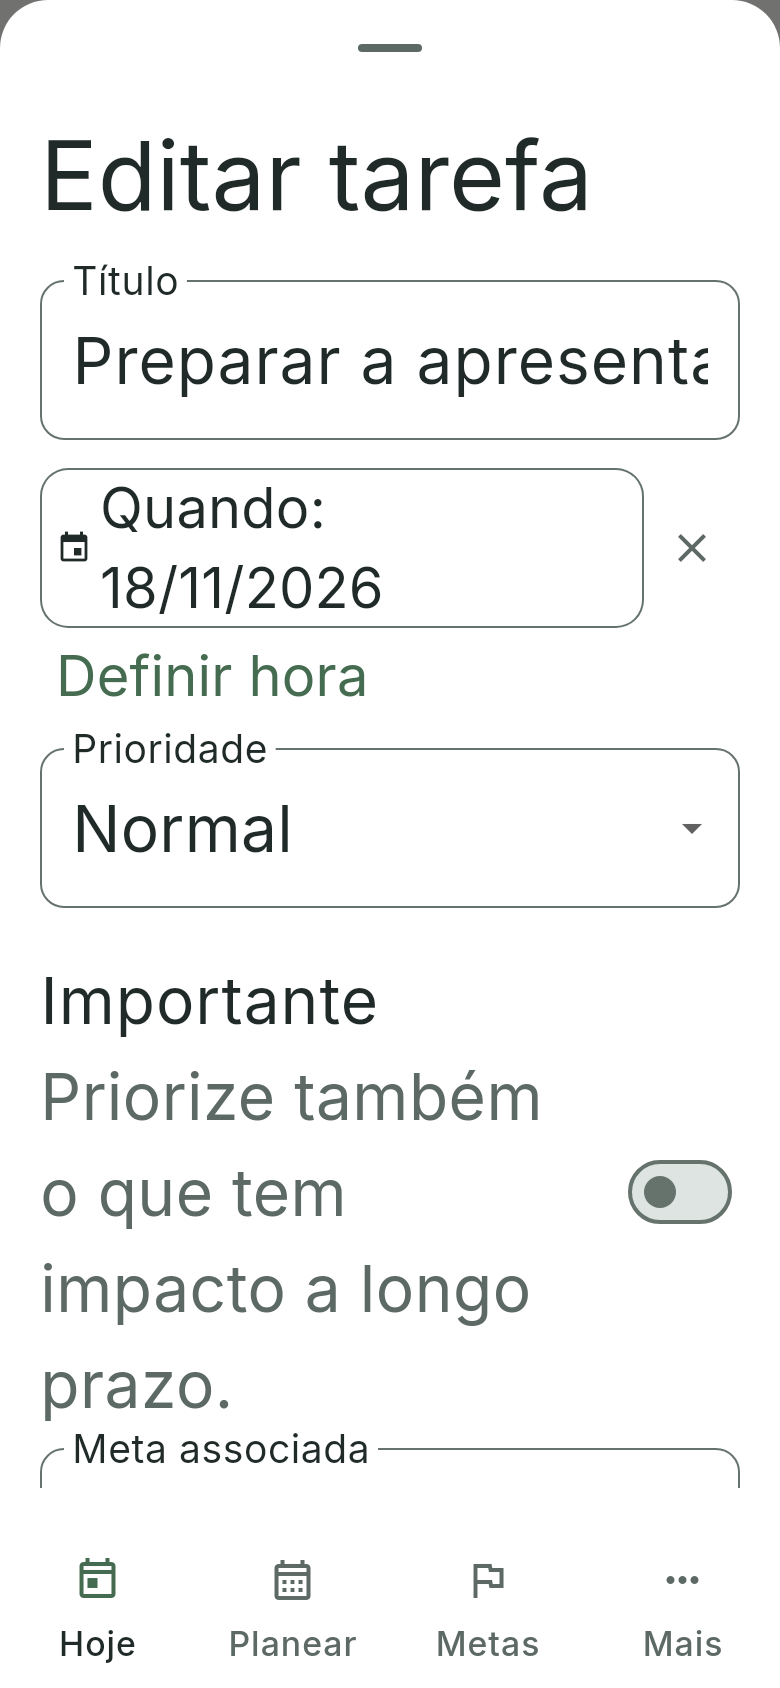 Editar tarefa
Título
Preparar a apresenta
Quando:
18/11/2026
Definir hora
Prioridade
Normal
Importante
Priorize também
o que tem
impacto a longo
prazo.
Meta associada
Hoje
Planear
Metas
Mais